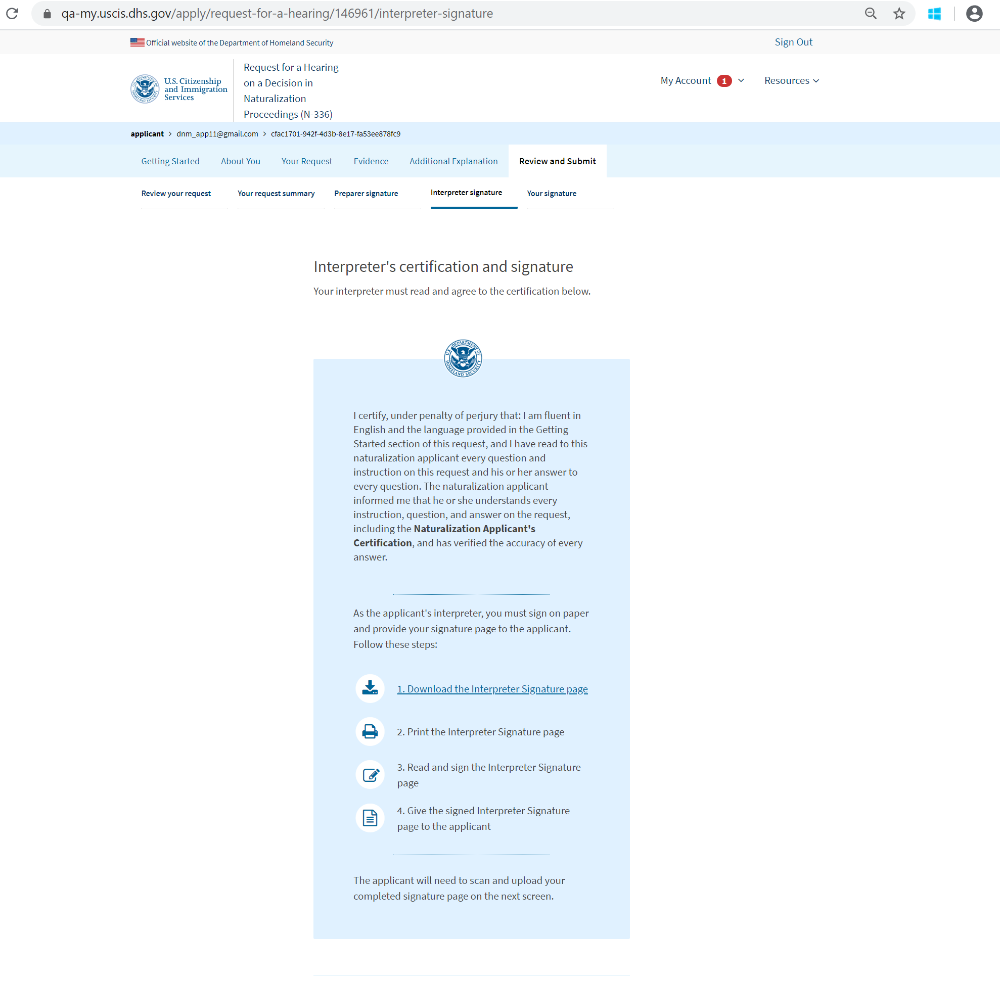 qa-my.uscis.dhs.gov/apply/request-for-a-hearing/146961/interpreter-signature
Official website of the Department of Homeland Security
Sign Out
U.S. Citizenship
and Immigration
Services
Request for a Hearing
on a Decision in
Naturalization
Proceedings (N-336)
My Account 1
Resources
applicant > dnm_app11@gmail.com > cfac1701-942f-4d3b-8e17-fa53ee878fc9
Getting Started About You Your Request Evidence Additional Explanation Review and Submit
Review your request Your request summary Preparer signature Interpreter signature Your signature
Interpreter's certification and signature
Your interpreter must read and agree to the certification below.
U.S. DEPARTMENT OF HOMELAND SECURITY
I certify, under penalty of perjury that: I am fluent in
English and the language provided in the Getting
Started section of this request, and I have read to this
naturalization applicant every question and
instruction on this request and his or her answer to
every question. The naturalization applicant
informed me that he or she understands every
instruction, question, and answer on the request,
including the Naturalization Applicant's
Certification, and has verified the accuracy of every
answer.
As the applicant's interpreter, you must sign on paper
and provide your signature page to the applicant.
Follow these steps:
1. Download the Interpreter Signature page
2. Print the Interpreter Signature page
3. Read and sign the Interpreter Signature
page
4. Give the signed Interpreter Signature
page to the applicant
The applicant will need to scan and upload your
completed signature page on the next screen.